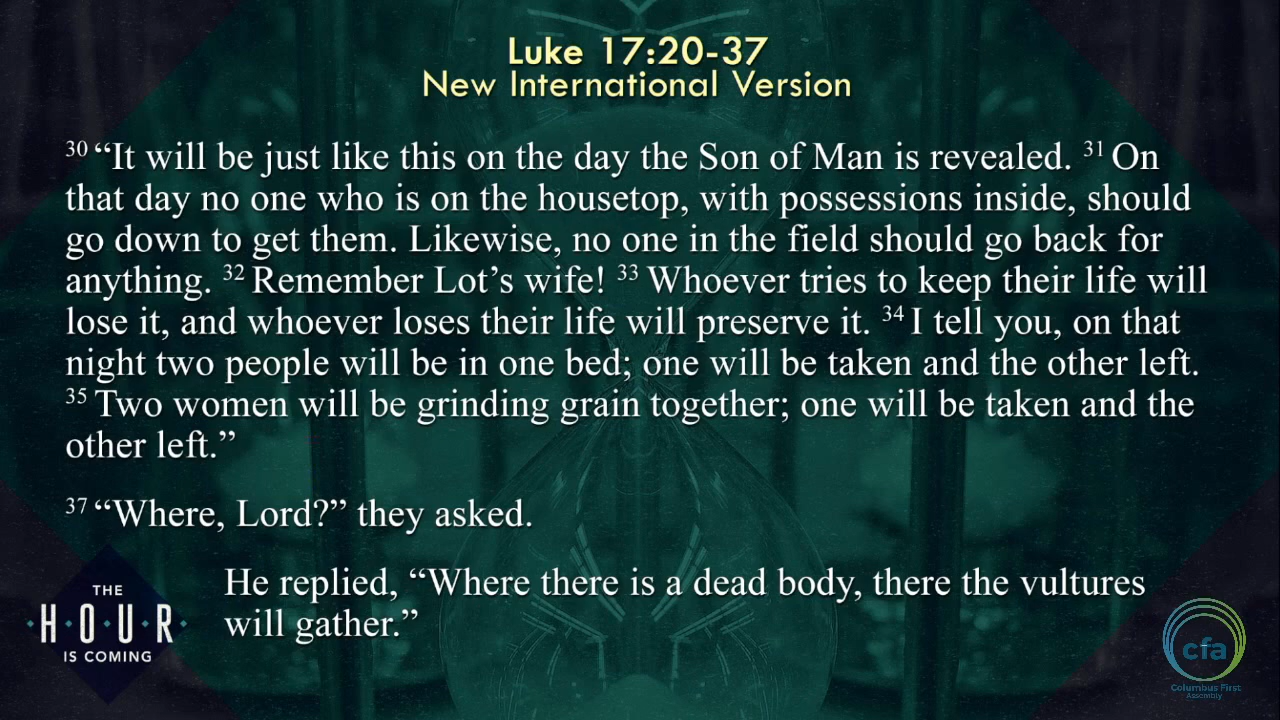 Luke 17:20-37
New International Version
30 “It will be just like this on the day the Son of Man is revealed. 31 On
that day no one who is on the housetop, with possessions inside, should
go down to get them. Likewise, no one in the field should go back for
anything. 32 Remember Lot’s wife! 33 Whoever tries to keep their life will
lose it, and whoever loses their life will preserve it. 34 I tell you, on that
night two people will be in one bed; one will be taken and the other left.
35 Two women will be grinding grain together; one will be taken and the
other left.”
37 “Where, Lord?” they asked.
He replied, “Where there is a dead body, there the vultures
will gather.”
THE
H·O·U·R
IS COMING
cfa
Columbus First
Assembly